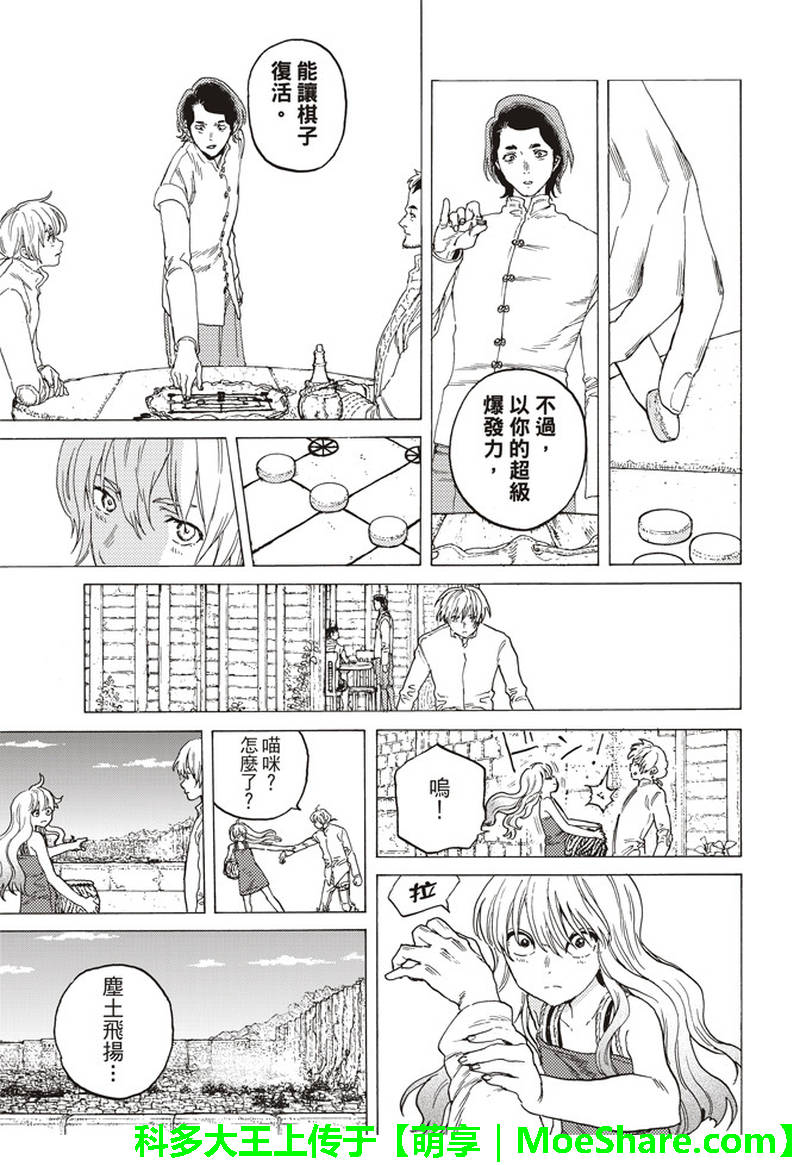 不過，
以你的超級
爆發力，
能讓棋子
復活。
嗚！
喵咪？
怎麼了？
拉
塵土飛揚…
科多大王上传于【萌享｜MoeShare.com】